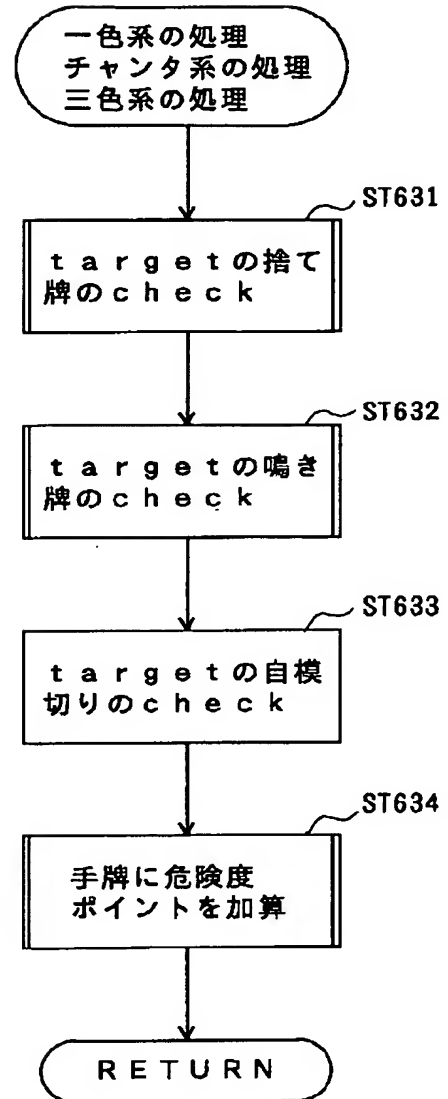 一色系の処理
チャンタ系の処理
三色系の処理
ST631
ｔａｒｇｅｔの捨て
牌のｃｈｅｃｋ
ST632
ｔａｒｇｅｔの鳴き
牌のｃｈｅｃｋ
ST633
ｔａｒｇｅｔの自模
切りのｃｈｅｃｋ
ST634
手牌に危険度
ポイントを加算
ＲＥＴＵＲＮ